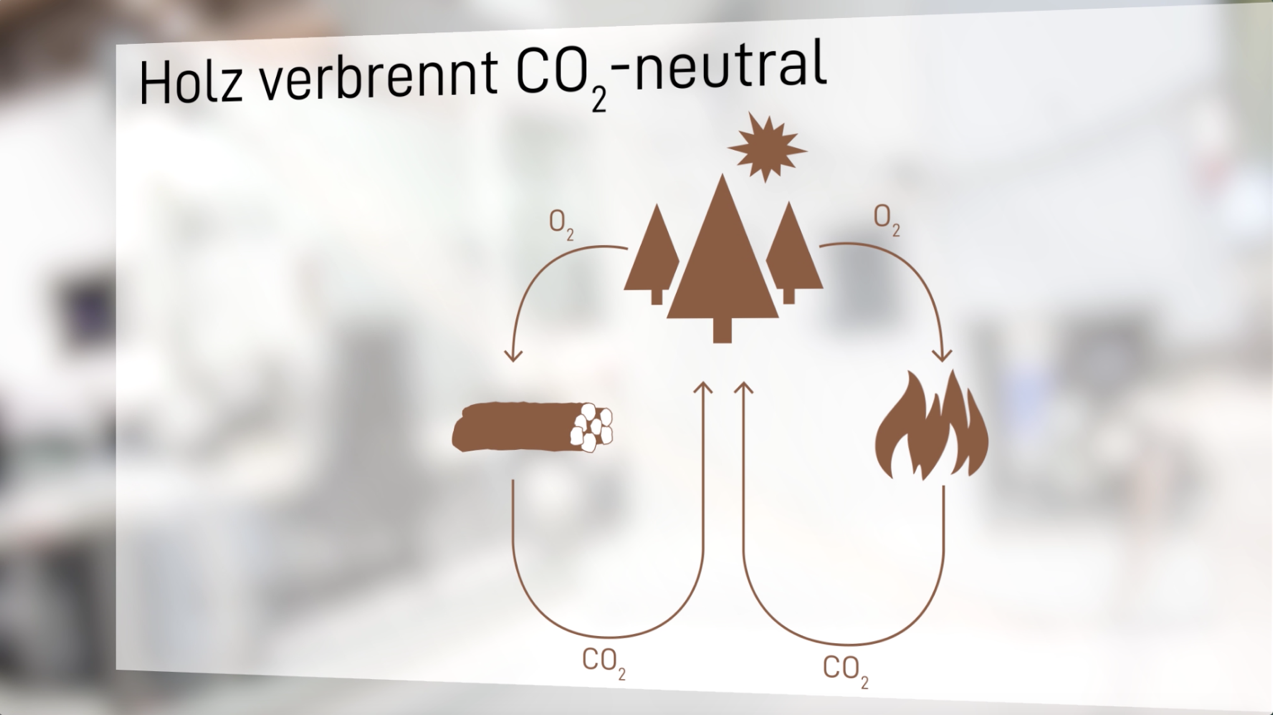 Holz verbrennt CO₂-neutral
O₂
O₂
CO₂
CO₂